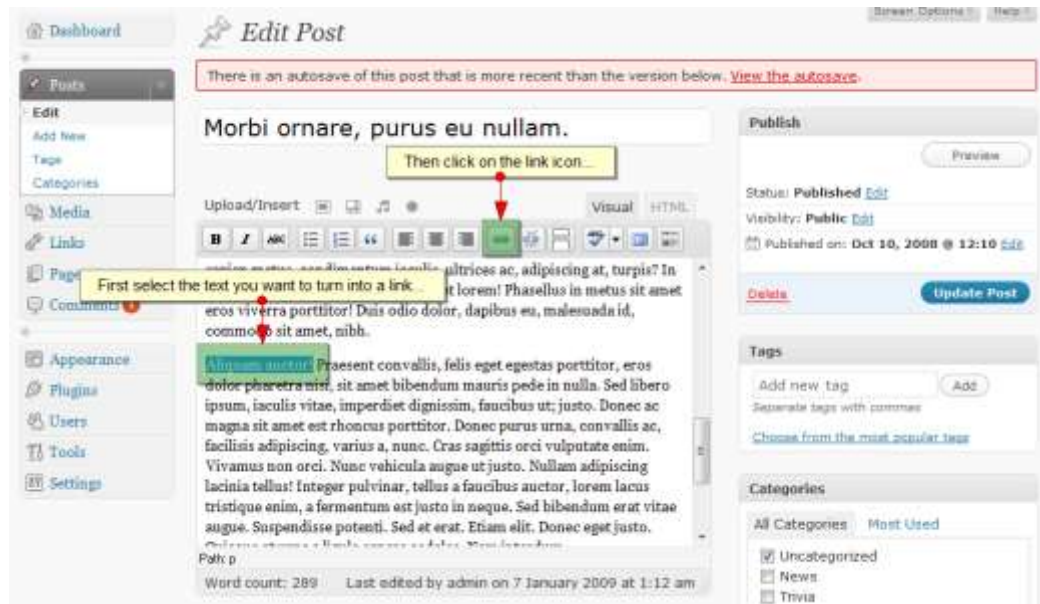 Screen Options
Help
Dashboard
Edit Post
There is an autosave of this post that is more recent than the version below. View the autosave.
Posts
Edit
Add New
Tags
Categories
Media
Links
Comments
Appearance
Plugins
Users
Tools
Settings
Morbi ornare, purus eu nullam.
Then click on the link icon...
Upload/Insert
Visual HTML
B I ABC
First select the text you want to turn into a link...
ultrices ac, adipiscing at, turpis? In
lorem! Phasellus in metus sit amet
eros viverra porttitor! Duis odio dolor, dapibus eu, malesuada id,
commodo sit amet, nibh.
Aliquam auctor! Praesent convallis, felis eget egestas porttitor, eros
dolor pharetra nisl, sit amet bibendum mauris pede in nulla. Sed libero
ipsum, iaculis vitae, imperdiet dignissim, faucibus ut; justo. Donec ac
magna sit amet est rhoncus porttitor. Donec purus urna, convallis ac,
facilisis adipiscing, varius a, nunc. Cras sagittis orci vulputate enim.
Vivamus non orci. Nunc vehicula augue ut justo. Nullam adipiscing
lacinia tellus! Integer pulvinar, tellus a faucibus auctor, lorem lacus
tristique enim, a fermentum est justo in neque. Sed bibendum erat vitae
augue. Suspendisse potenti. Sed et erat. Etiam elit. Donec eget justo.
Path: p
Word count: 289 Last edited by admin on 7 January 2009 at 1:12 am
Publish
Preview
Status: Published Edit
Visibility: Public Edit
Published on: Oct 10, 2008 @ 12:10 Edit
Delete
Update Post
Tags
Add new tag
Add
Separate tags with commas
Choose from the most popular tags
Categories
All Categories Most Used
Uncategorized
News
Trivia